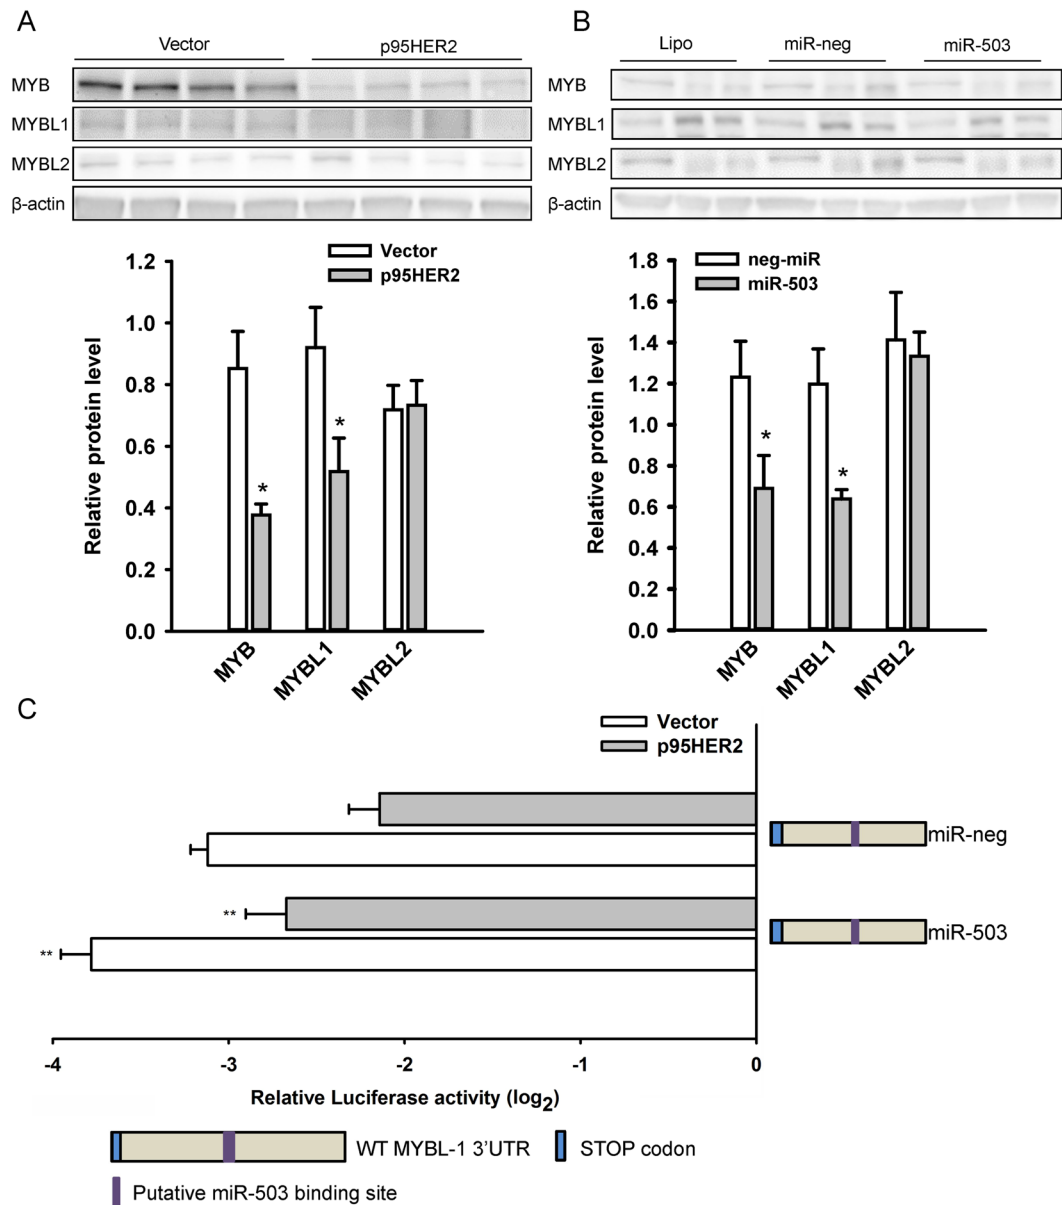 A
Vector p95HER2
MYB
MYBL1
MYBL2
β-actin
Vector
p95HER2
1.2
1.0
0.8
0.6
0.4
0.2
0.0
Relative protein level
*
*
MYB MYBL1 MYBL2
B
Lipo miR-neg miR-503
MYB
MYBL1
MYBL2
β-actin
neg-miR
miR-503
1.8
1.6
1.4
1.2
1.0
0.8
0.6
0.4
0.2
0.0
Relative protein level
*
*
MYB MYBL1 MYBL2
C
Vector
p95HER2
miR-neg
**
miR-503
**
-4 -3 -2 -1 0
Relative Luciferase activity (log2)
WT MYBL-1 3'UTR STOP codon
Putative miR-503 binding site